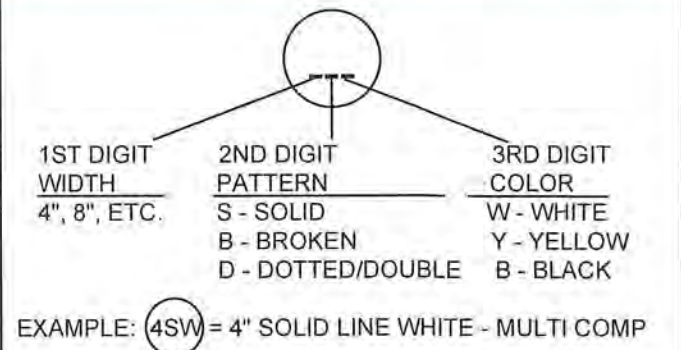 1ST DIGIT 2ND DIGIT 3RD DIGIT
WIDTH PATTERN COLOR
4", 8", ETC. S - SOLID W - WHITE
B - BROKEN Y - YELLOW
D - DOTTED/DOUBLE B - BLACK
EXAMPLE: 4SW = 4" SOLID LINE WHITE - MULTI COMP